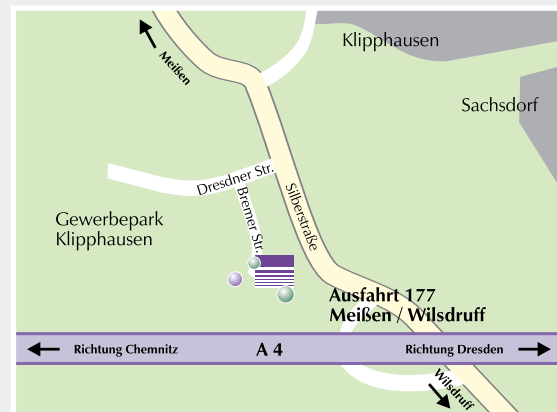 Klipphausen
Meißen
Sachsdorf
Dresdner Str.
Bremer Str.
Silberstraße
Gewerbepark
Klipphausen
Ausfahrt 177
Meißen / Wilsdruff
Richtung Chemnitz
A 4
Richtung Dresden
Wilsdruff